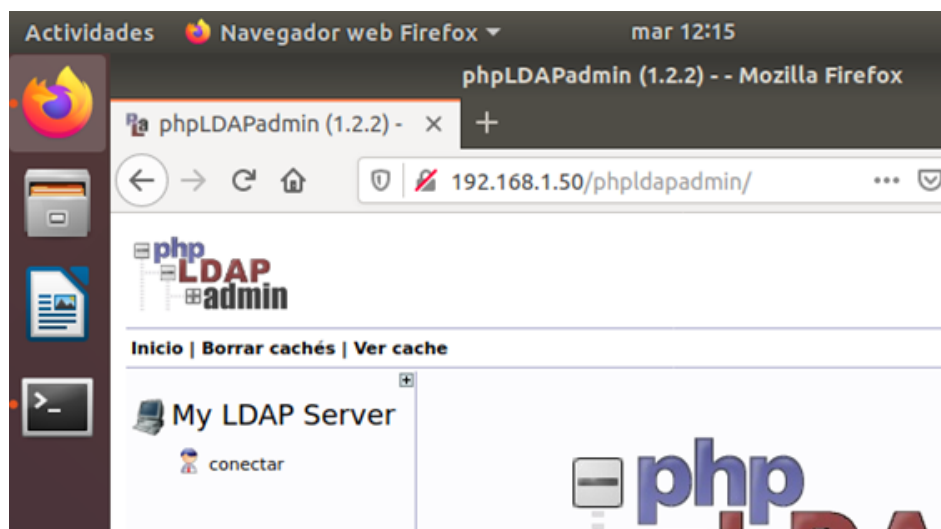 Actividades Navegador web Firefox mar 12:15
phpLDAPadmin (1.2.2) - - Mozilla Firefox
phpLDAPadmin (1.2.2) -
192.168.1.50/phpldapadmin/
php
LDAP
admin
Inicio | Borrar cachés | Ver cache
My LDAP Server
conectar
php
LDA